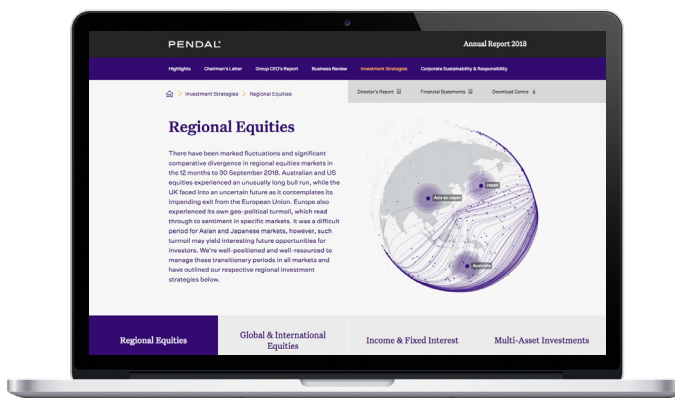 PENDAL
Annual Report 2018
Highlights Chairman's Letter Group CEO's Report Business Review Investment Strategies Corporate Sustainability & Responsibility
Investment Strategies > Regional Equities
Director's Report Financial Statements Download Centre
Regional Equities
There have been marked fluctuations and significant
comparative divergence in regional equities markets in
the 12 months to 30 September 2018. Australian and US
equities experienced an unusually long bull run, while the
UK faced into an uncertain future as it contemplates its
impending exit from the European Union. Europe also
experienced its own geo-political turmoil, which read
through to sentiment in specific markets. It was a difficult
period for Asian and Japanese markets, however, such
turmoil may yield interesting future opportunities for
investors. We're well-positioned and well-resourced to
manage these transitionary periods in all markets and
have outlined our respective regional investment
strategies below.
Japan
Asia ex Japan
Australia
Regional Equities
Global & International
Equities
Income & Fixed Interest
Multi-Asset Investments